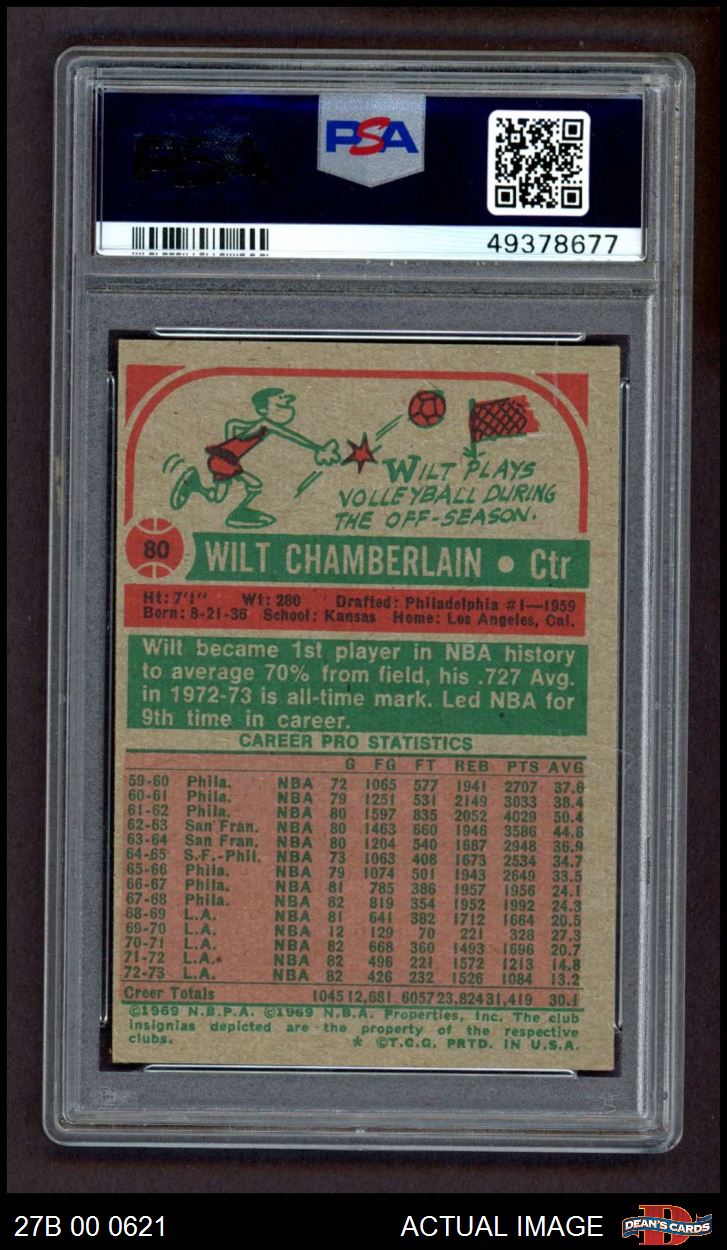 PSA
49378677
WILT PLAYS
VOLLEYBALL DURING
THE OFF-SEASON.
80 WILT CHAMBERLAIN • Ctr
Ht: 7'1" Wt: 280 Drafted: Philadelphia #1—1959
Born: 8-21-36 School: Kansas Home: Los Angeles, Cal.
Wilt became 1st player in NBA history
to average 70% from field, his .727 Avg.
in 1972-73 is all-time mark. Led NBA for
9th time in career.
CAREER PRO STATISTICS
G FG FT REB PTS AVG
59-60 Phila. NBA 72 1065 577 1941 2707 37.6
60-61 Phila. NBA 79 1251 531 2149 3033 38.4
61-62 Phila. NBA 80 1597 835 2052 4029 50.4
62-63 San Fran. NBA 80 1463 660 1946 3586 44.8
63-64 San Fran. NBA 80 1204 540 1687 2948 36.9
64-65 S.F.-Phil. NBA 73 1063 408 1673 2534 34.7
65-66 Phila. NBA 79 1074 501 1943 2649 33.5
66-67 Phila. NBA 81 785 386 1957 1956 24.1
67-68 Phila. NBA 82 819 354 1952 1992 24.3
68-69 L.A. NBA 81 641 382 1712 1664 20.5
69-70 L.A. NBA 12 129 70 221 328 27.3
70-71 L.A. NBA 82 668 360 1493 1696 20.7
71-72 L.A. NBA 82 496 221 1572 1213 14.8
72-73 L.A. NBA 82 426 232 1526 1084 13.2
Creer Totals 1045 12,681 6057 23,824 31,419 30.1
©1969 N.B.P.A. ©1969 N.B.A. Properties, Inc. The club
insignias depicted are the property of the respective
clubs. * ©T.C.G. PRTD. IN U.S.A.
27B 00 0621 ACTUAL IMAGE DEAN'S CARDS